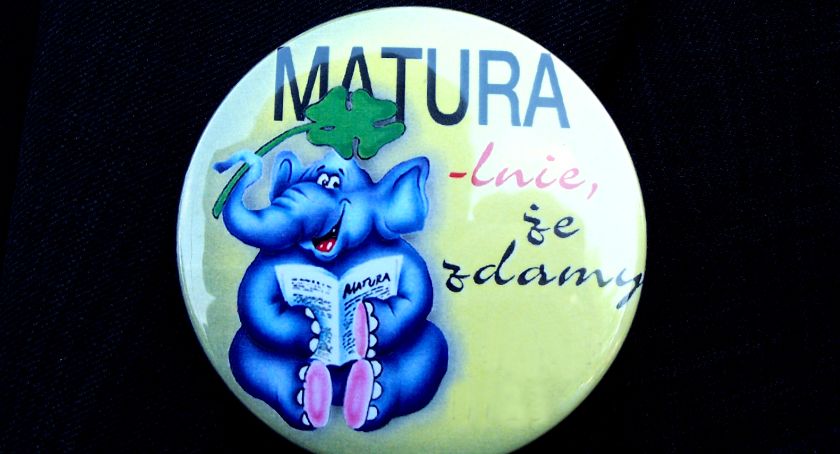 MATURA
-lnie,
że
zdamy
MATURA